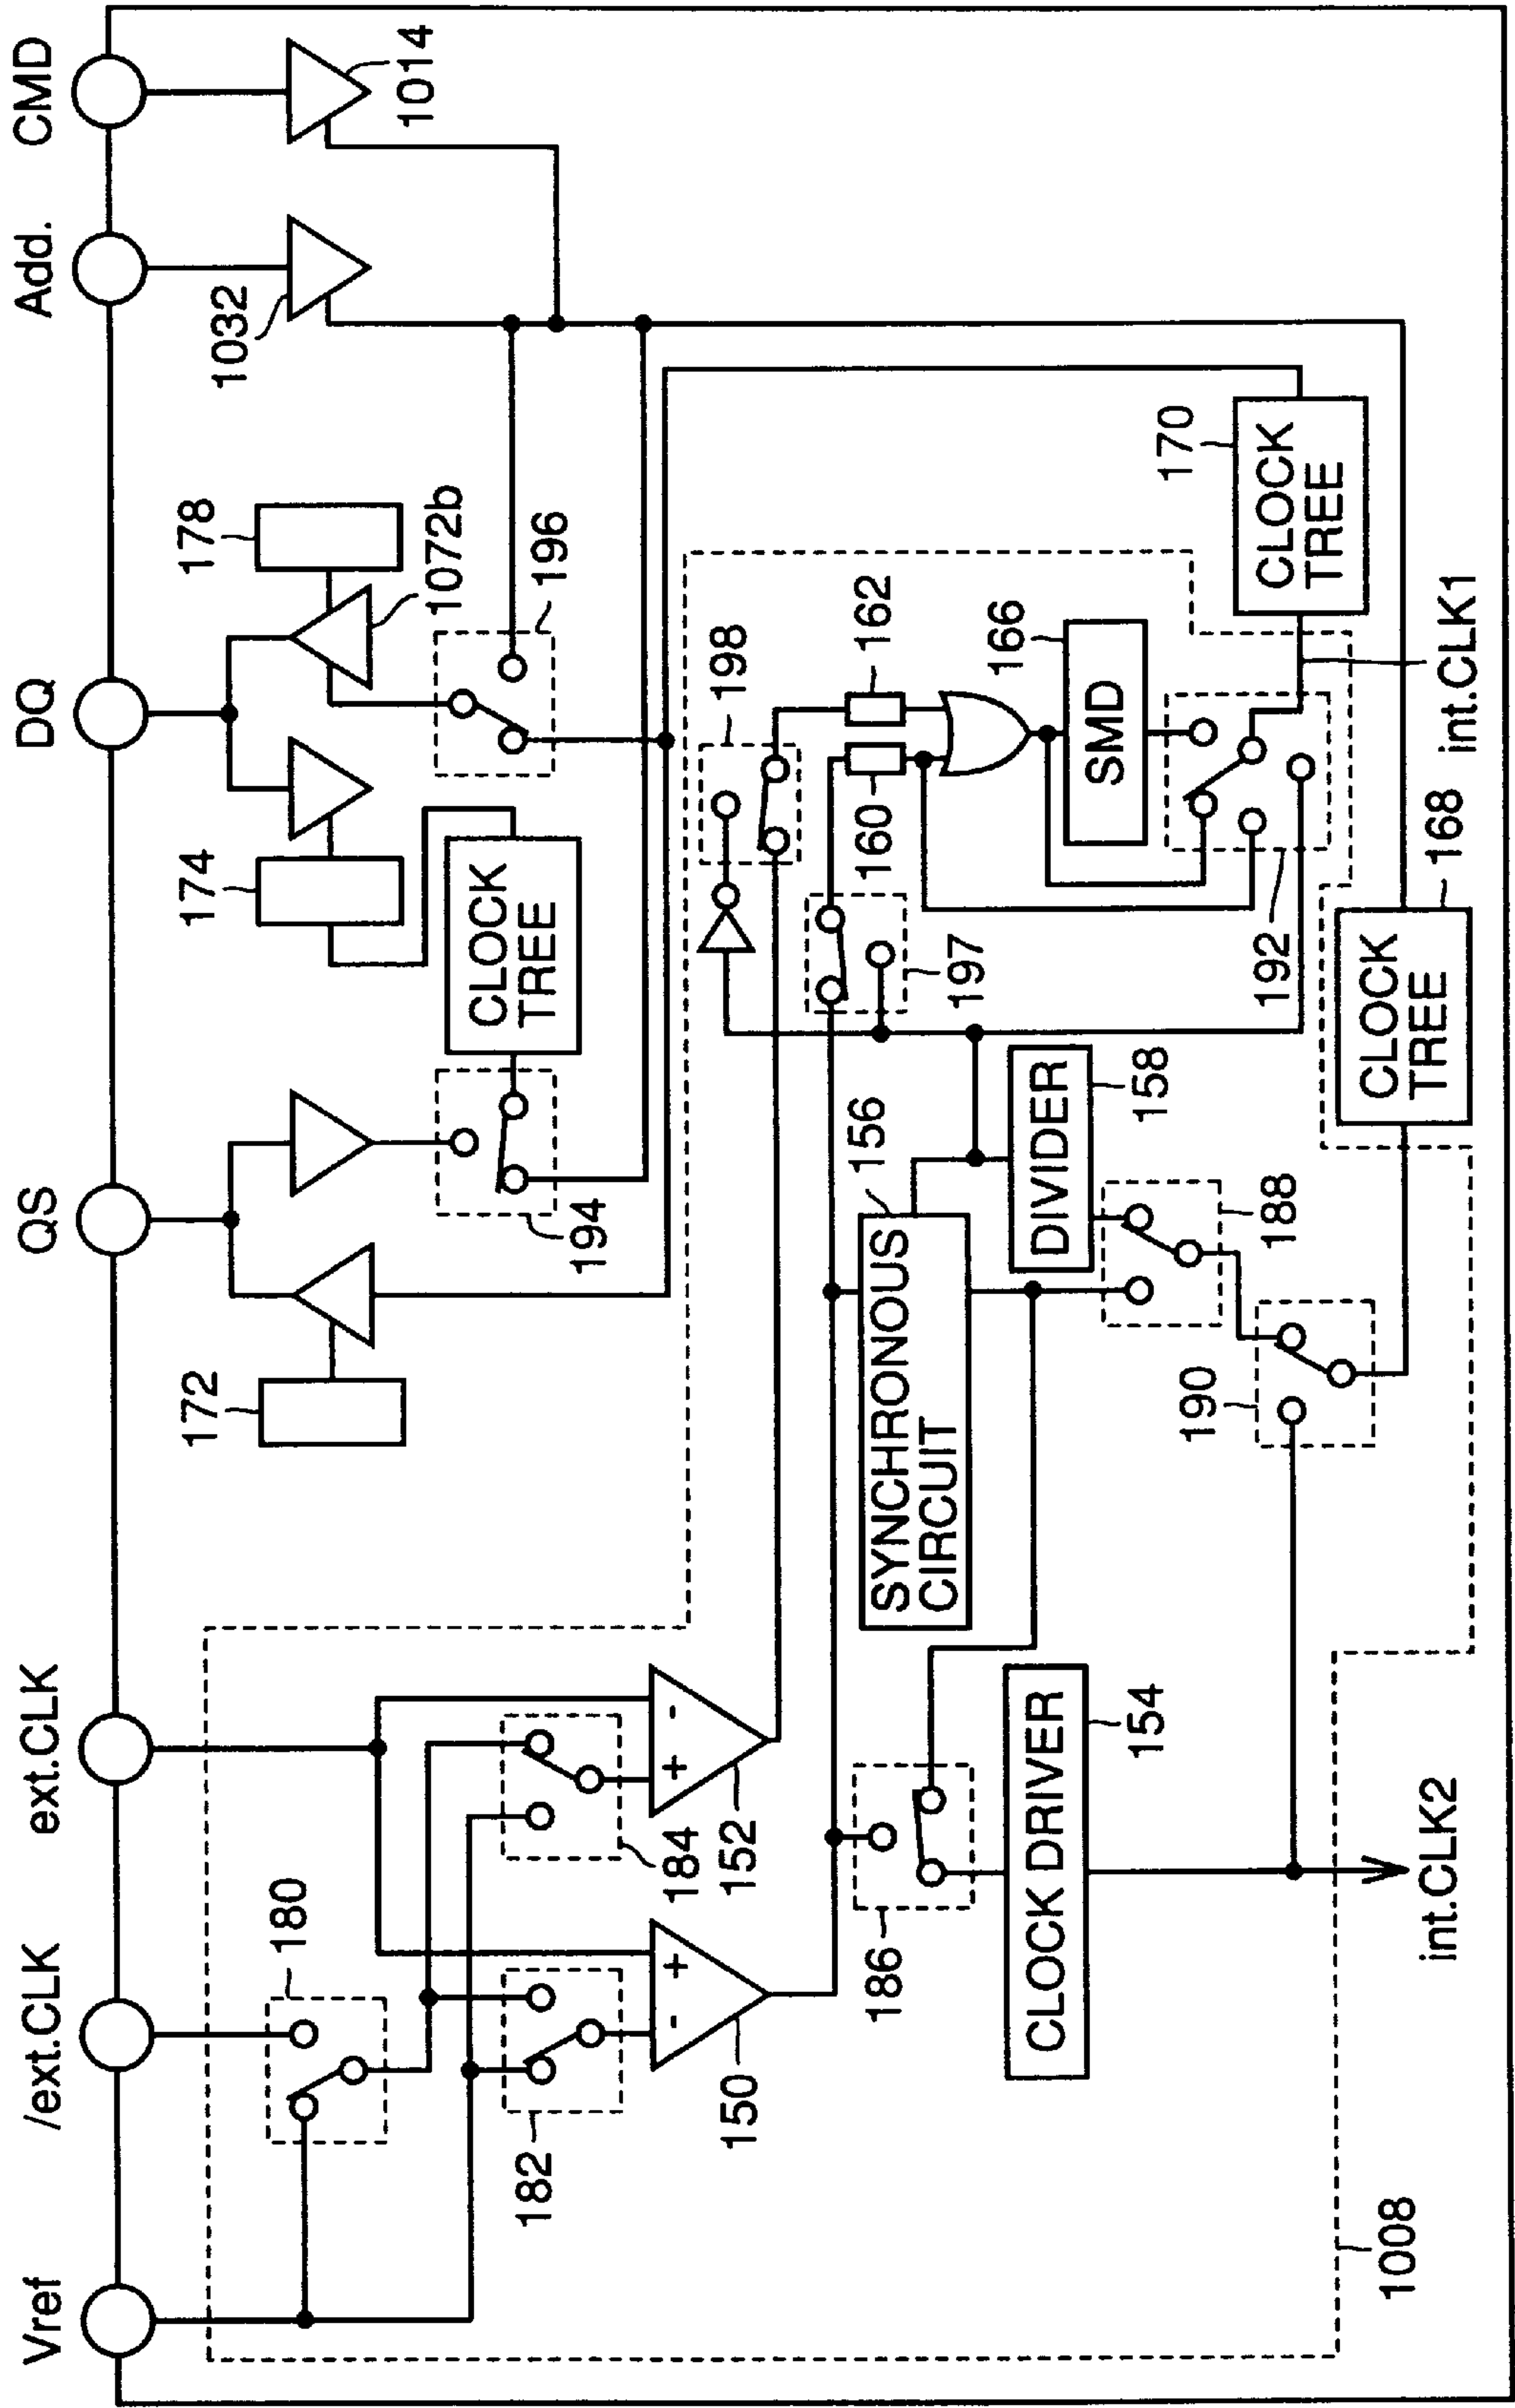 Vref
/ext.CLK
ext.CLK
QS
DQ
Add.
CMD
180
172
174
178
1032
1014
1072b
182
184
194
CLOCK
TREE
196
150
+
-
152
+
-
198
186
SYNCHRONOUS
CIRCUIT
156
197
160
162
CLOCK DRIVER
154
DIVIDER
158
SMD
166
188
190
192
CLOCK
TREE
170
CLOCK
TREE
168
int.CLK1
int.CLK2
1008